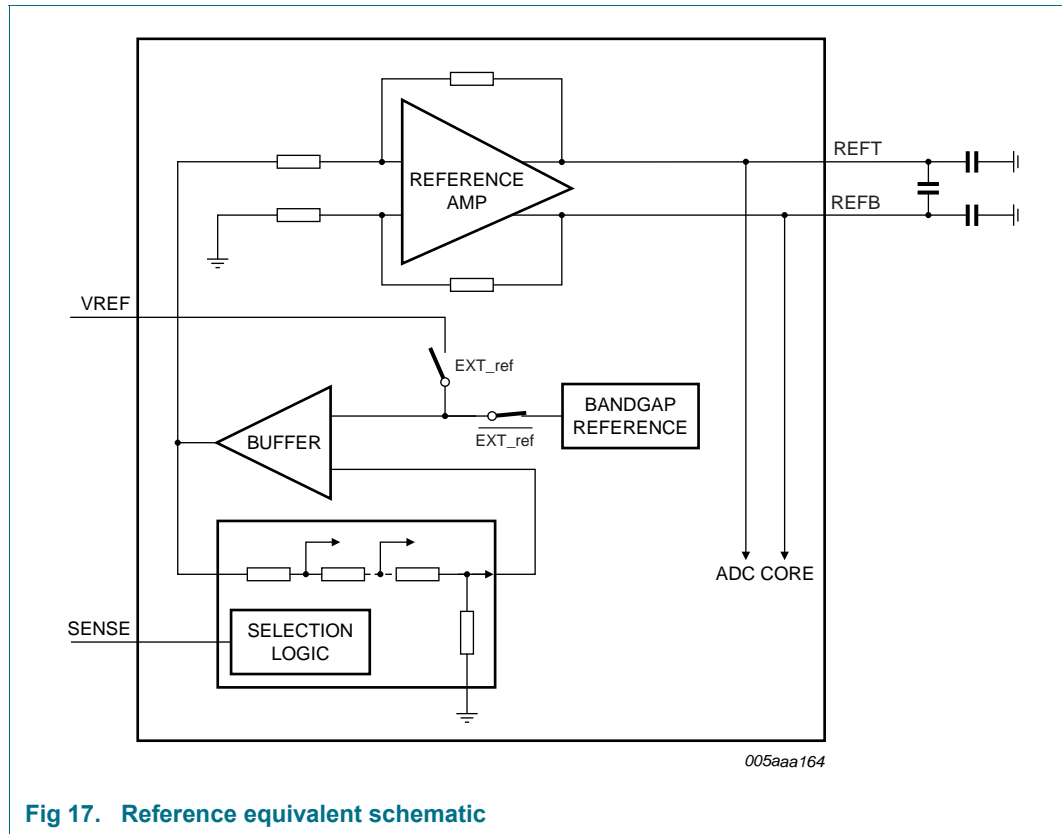 REFERENCE
AMP
REFT
REFB
VREF
EXT_ref
BUFFER
EXT_ref
BANDGAP
REFERENCE
ADC CORE
SENSE
SELECTION
LOGIC
005aaa164
Fig 17. Reference equivalent schematic